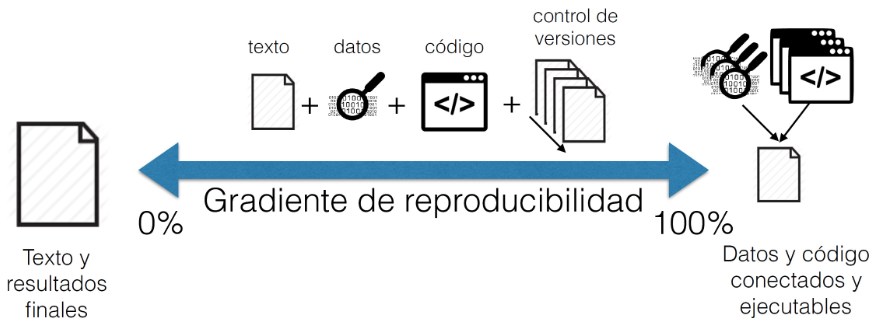 texto
datos
código
control de
versiones
+
+
+
</>
</>
Gradiente de reproducibilidad
0%
100%
Texto y
resultados
finales
Datos y código
conectados y
ejecutables